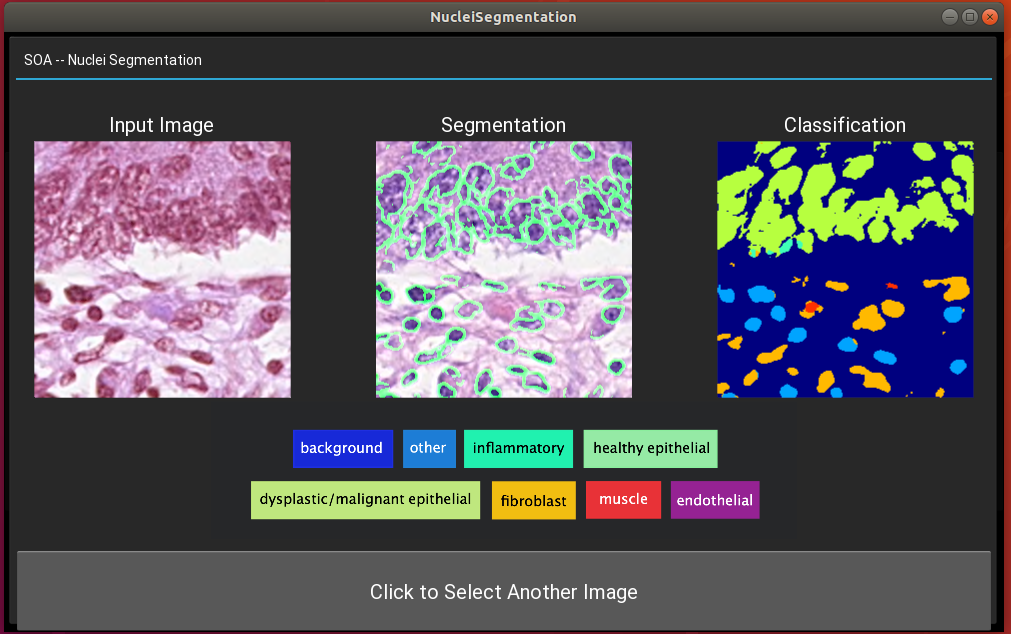 NucleiSegmentation
SOA -- Nuclei Segmentation
Input Image Segmentation Classification
background other inflammatory healthy epithelial
dysplastic/malignant epithelial fibroblast muscle endothelial
Click to Select Another Image